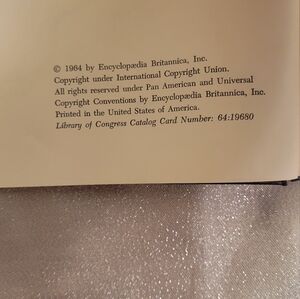 © 1964 by Encyclopædia Britannica, Inc.
Copyright under International Copyright Union.
All rights reserved under Pan American and Universal
Copyright Conventions by Encyclopædia Britannica, Inc.
Printed in the United States of America.
Library of Congress Catalog Card Number: 64:19680